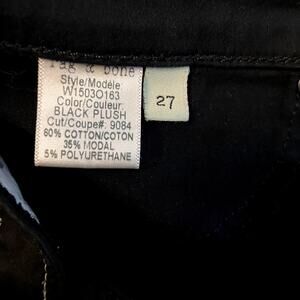 rag & bone
Style/Modèle:
W1503O163
Color/Couleur:
BLACK PLUSH
Cut/Coupe#: 9084
60% COTTON/COTON
35% MODAL
5% POLYURETHANE
27